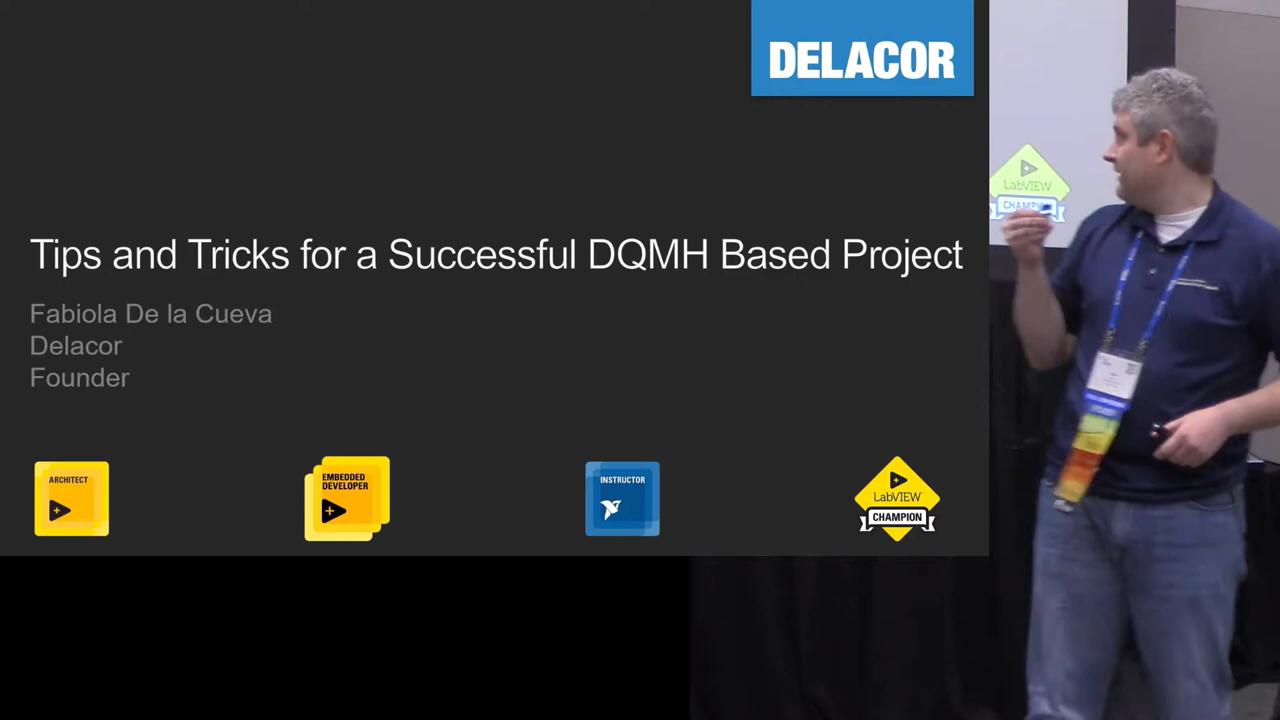 DELACOR
Tips and Tricks for a Successful DQMH Based Project
Fabiola De la Cueva
Delacor
Founder
ARCHITECT
EMBEDDED
DEVELOPER
INSTRUCTOR
LabVIEW
CHAMPION
LabVIEW
CHAMPION